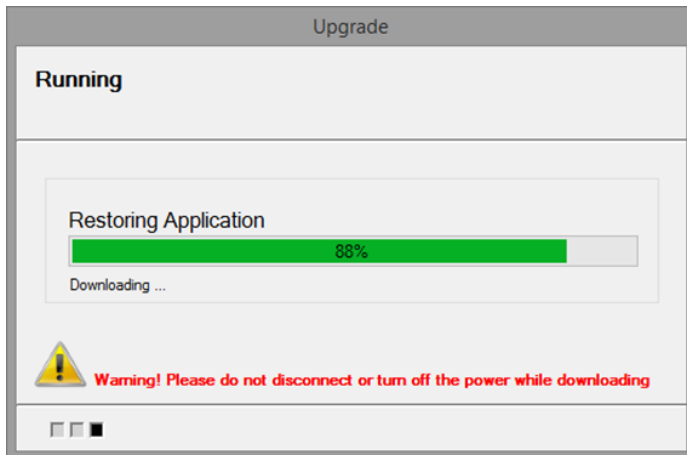 Upgrade
Running
Restoring Application
88%
Downloading ...
Warning! Please do not disconnect or turn off the power while downloading